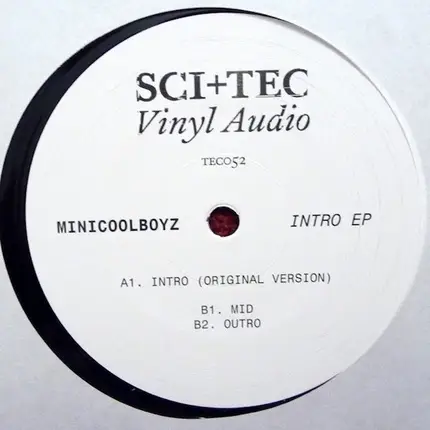 SCI+TEC
Vinyl Audio
TEC052
MINICOOLBOYZ
INTRO EP
A1. INTRO (ORIGINAL VERSION)
B1. MID
B2. OUTRO